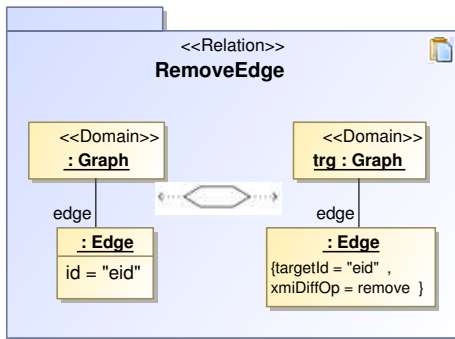 <<Relation>>
RemoveEdge
<<Domain>>
: Graph
<<Domain>>
trg : Graph
edge
edge
: Edge
id = "eid"
: Edge
{targetId = "eid" ,
xmiDiffOp = remove }